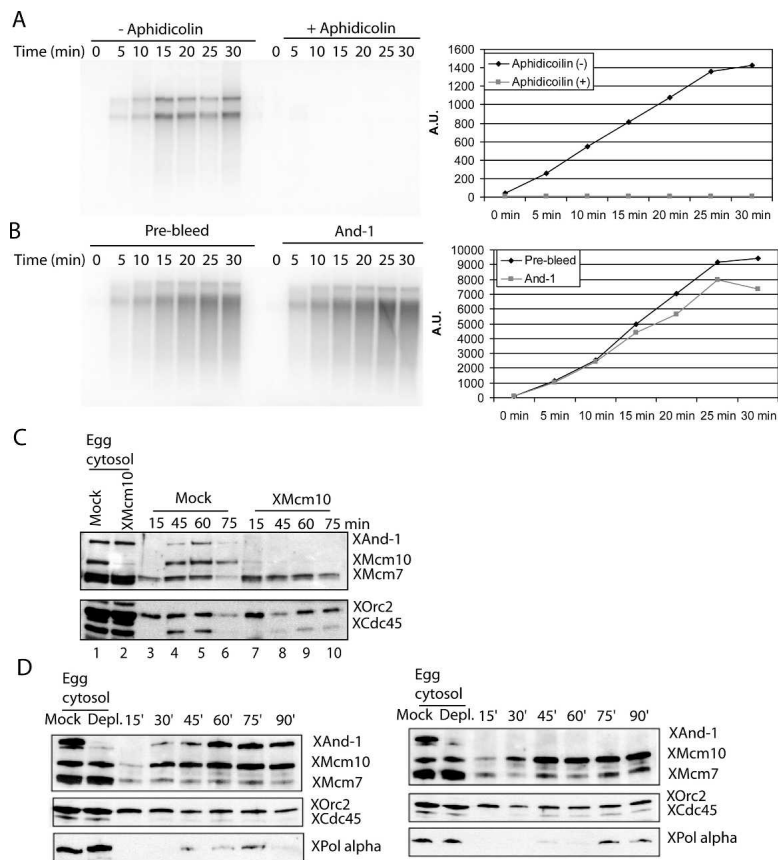 A
- Aphidicolin
+ Aphidicolin
Time (min) 0 5 10 15 20 25 30
0 5 10 15 20 25 30
A.U.
1600
1400
1200
1000
800
600
400
200
0
Aphidicoilin (-)
Aphidicoilin (+)
0 min 5 min 10 min 15 min 20 min 25 min 30 min
B
Pre-bleed
And-1
Time (min) 0 5 10 15 20 25 30
0 5 10 15 20 25 30
A.U.
10000
9000
8000
7000
6000
5000
4000
3000
2000
1000
0
Pre-bleed
And-1
0 min 5 min 10 min 15 min 20 min 25 min 30 min
C
Egg
cytosol
Mock
XMcm10
Mock
XMcm10
15 45 60 75 15 45 60 75 min
XAnd-1
XMcm10
XMcm7
XOrc2
XCdc45
1 2 3 4 5 6 7 8 9 10
D
Egg
cytosol
Mock Depl. 15' 30' 45' 60' 75' 90'
XAnd-1
XMcm10
XMcm7
XOrc2
XCdc45
XPol alpha
Egg
cytosol
Mock Depl. 15' 30' 45' 60' 75' 90'
XAnd-1
XMcm10
XMcm7
XOrc2
XCdc45
XPol alpha